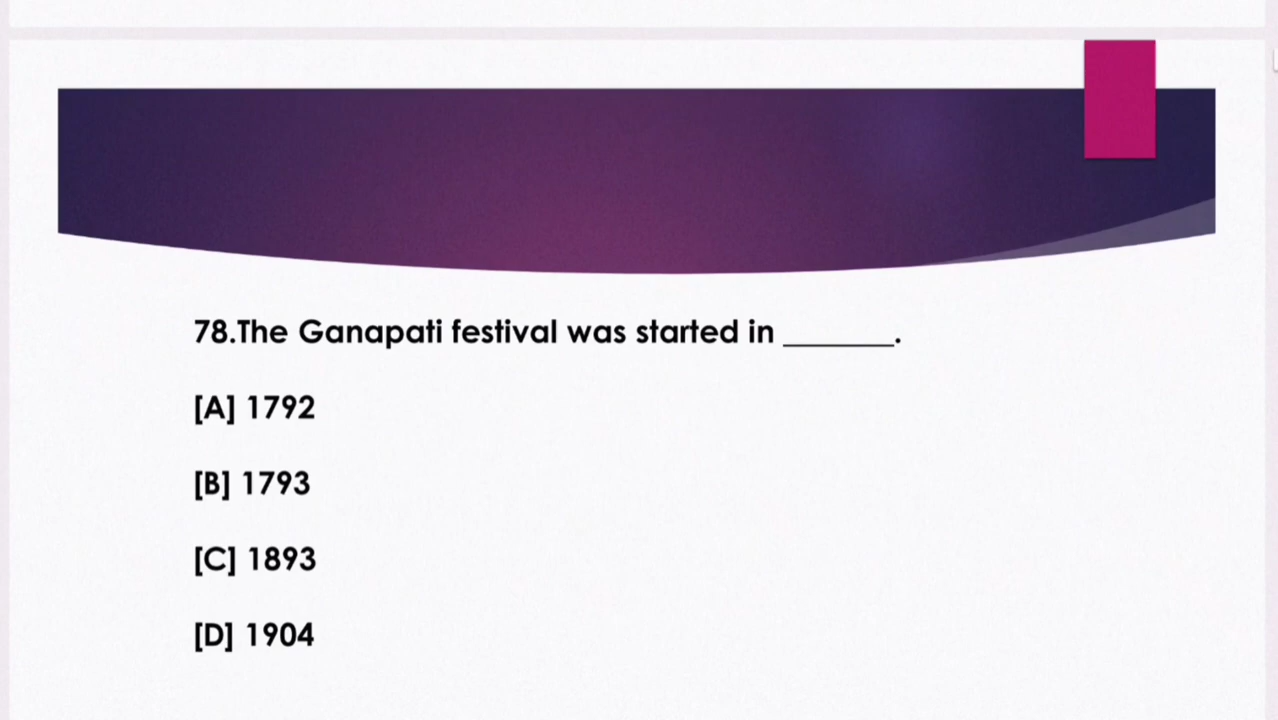 78.The Ganapati festival was started in _______.
[A] 1792
[B] 1793
[C] 1893
[D] 1904